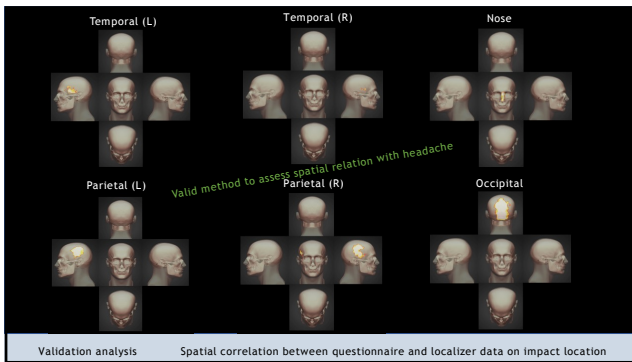 Temporal (L)
Temporal (R)
Nose
Valid method to assess spatial relation with headache
Parietal (L)
Parietal (R)
Occipital
Validation analysis
Spatial correlation between questionnaire and localizer data on impact location